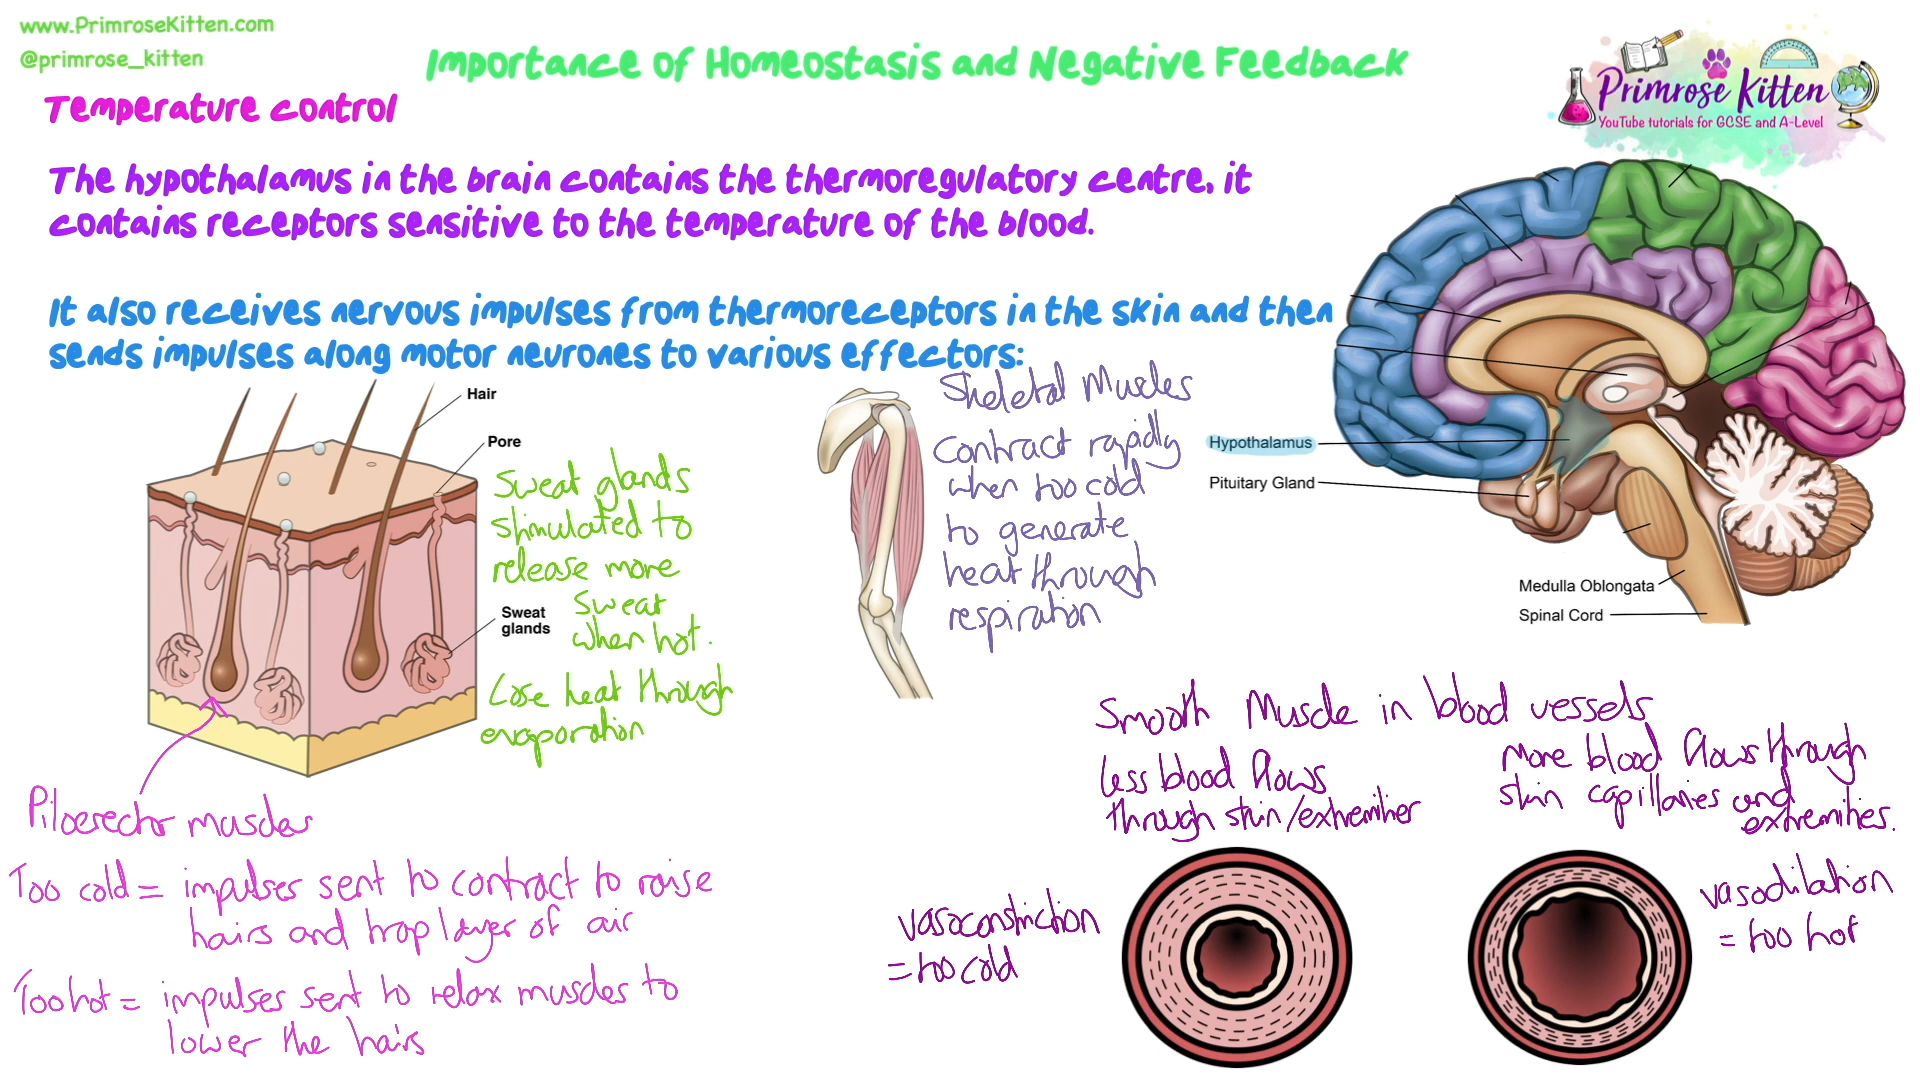 www.PrimroseKitten.com
@primrose_kitten
Importance of Homeostasis and Negative Feedback
Primrose Kitten
YouTube tutorials for GCSE and A-Level
Temperature control
The hypothalamus in the brain contains the thermoregulatory centre, it
contains receptors sensitive to the temperature of the blood.
It also receives nervous impulses from thermoreceptors in the skin and then
sends impulses along motor neurones to various effectors:
Hair
Pore
Sweat glands
stimulated to
release more
sweat
when hot.
Sweat
glands
Lose heat through
evaporation
Skeletal Muscles
contract rapidly
when too cold
to generate
heat through
respiration
Hypothalamus
Pituitary Gland
Medulla Oblongata
Spinal Cord
Piloerector muscles
Too cold = impulses sent to contract to raise
hairs and trap layer of air
Too hot = impulses sent to relax muscles to
lower the hairs
Smooth Muscle in blood vessels
less blood flows
through skin/extremities
vasoconstriction
= too cold
More blood flows through
skin capillaries and
extremities.
vasodilation
= too hot